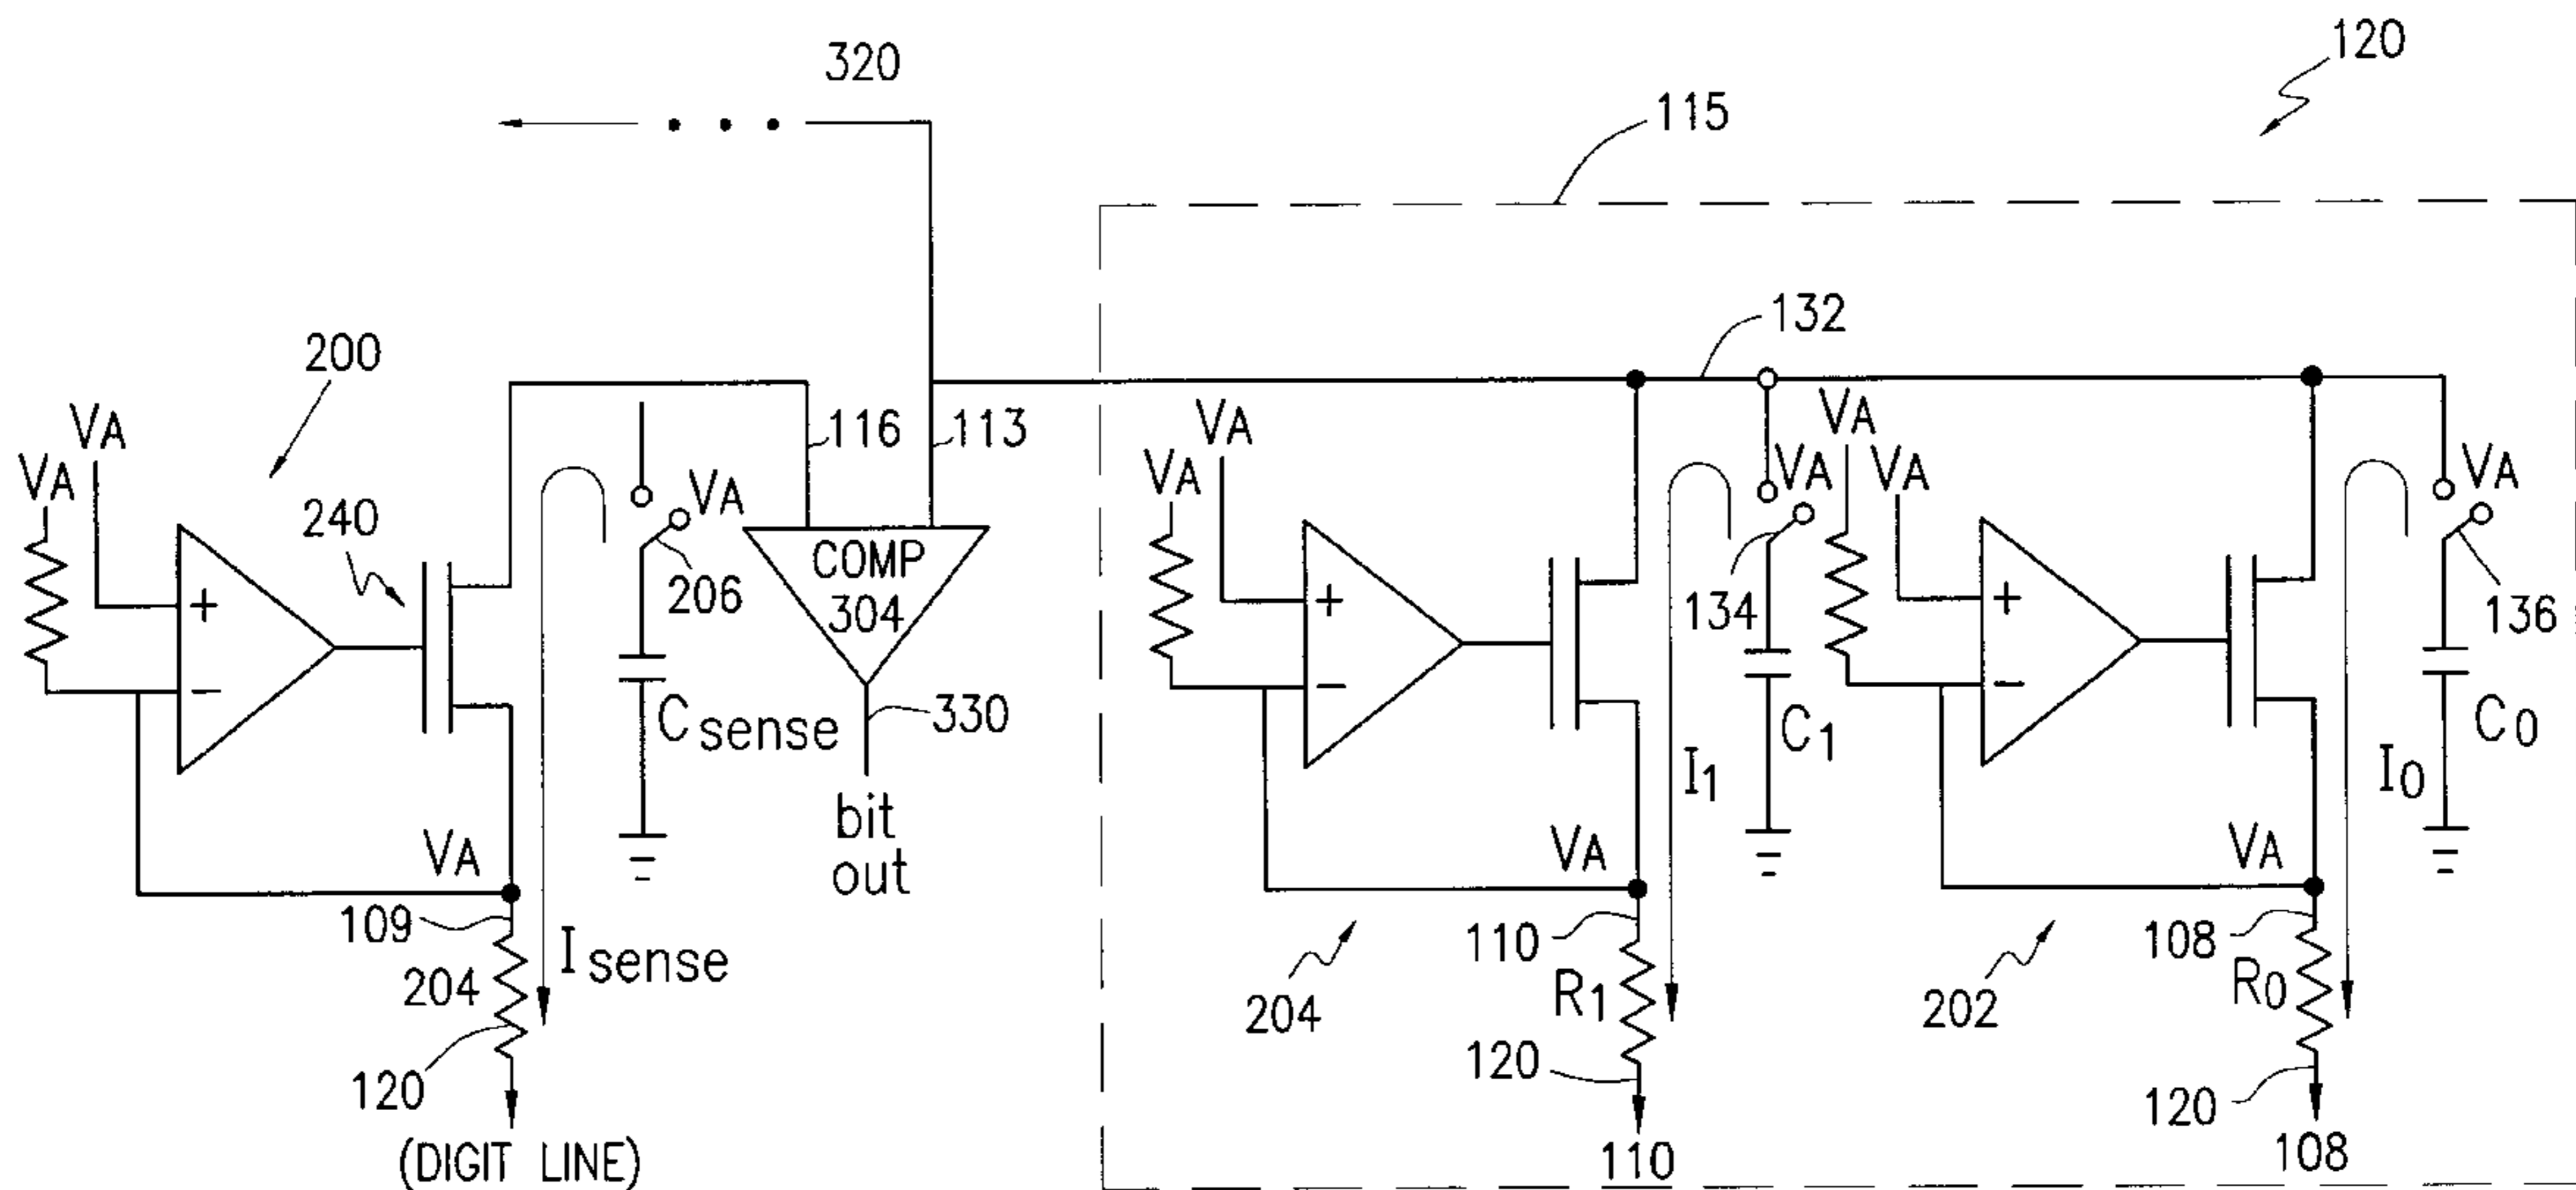 320
120
115
132
200
VA
VA
240
116
113
VA
206
COMP
304
+
−
Csense
330
bit
out
VA
109
204
Isense
120
(DIGIT LINE)
VA
VA
+
−
VA
134
C1
I1
VA
110
R1
204
120
110
VA
VA
+
−
VA
136
C0
I0
VA
108
R0
202
120
108